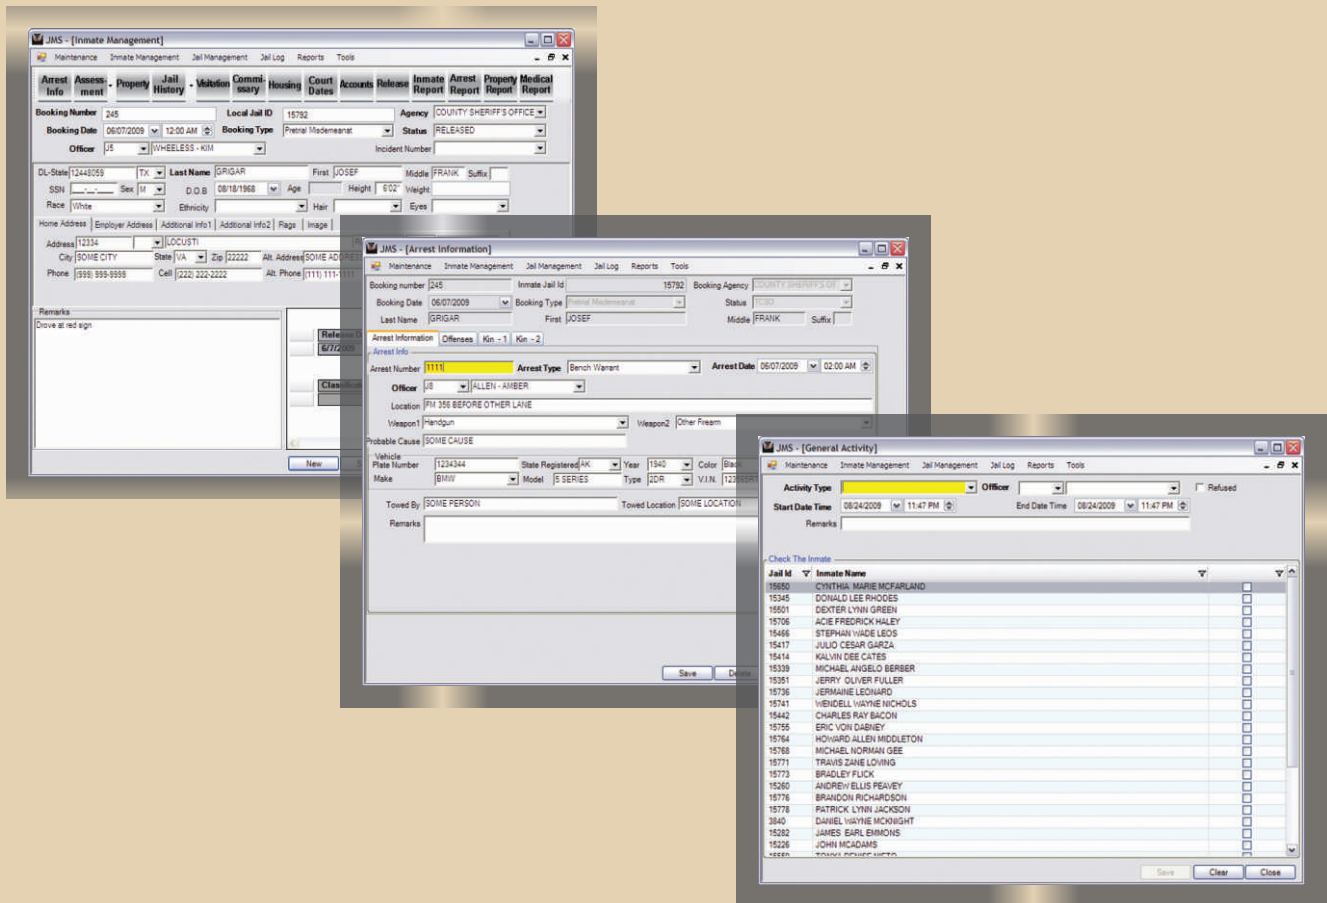 JMS - [Inmate Management]
Maintenance Inmate Management Jail Management Jail Log Reports Tools
Arrest Info Assess-ment Property Jail History Visitation Commi-ssary Housing Court Dates Accounts Release Inmate Report Arrest Report Property Report Medical Report
Booking Number 245 Local Jail ID 15792 Agency COUNTY SHERIFF'S OFFICE
Booking Date 06/07/2009 12:00 AM Booking Type Pretrial Misdemeanat Status RELEASED
Officer J5 WHEELESS - KIM Incident Number
DL-State 12448059 TX Last Name GRIGAR First JOSEF Middle FRANK Suffix
SSN __-_-____ Sex M D.O.B 08/18/1968 Age Height 6'02" Weight
Race White Ethnicity Hair Eyes
Home Address Employer Address Additional Info1 Additional Info2 Flags Image
Address 12334 LOCUSTI
City SOME CITY State VA Zip 22222 Alt. Address SOME ADDRESS
Phone (999) 999-9999 Cell (222) 222-2222 Alt. Phone (111) 111-1111
Remarks
Drove at red sign
Release
6/7/2009
New
JMS - [Arrest Information]
Maintenance Inmate Management Jail Management Jail Log Reports Tools
Booking number 245 Inmate Jail Id 15792 Booking Agency COUNTY SHERIFF'S OF
Booking Date 06/07/2009 Booking Type Pretrial Misdemeanat Status TCSO
Last Name GRIGAR First JOSEF Middle FRANK Suffix
Arrest Information Offenses Kin - 1 Kin - 2
Arrest Info
Arrest Number 1111 Arrest Type Bench Warrant Arrest Date 06/07/2009 02:00 AM
Officer J8 ALLEN - AMBER
Location FM 356 BEFORE OTHER LANE
Weapon1 Handgun Weapon2 Other Firearm
Probable Cause SOME CAUSE
Vehicle
Plate Number 1234344 State Registered AK Year 1940 Color Black
Make BMW Model 5 SERIES Type 2DR V.I.N.
Towed By SOME PERSON Towed Location SOME LOCATION
Remarks
Save Delete
JMS - [General Activity]
Maintenance Inmate Management Jail Management Jail Log Reports Tools
Activity Type Officer Refused
Start Date Time 08/24/2009 11:47 PM End Date Time 08/24/2009 11:47 PM
Remarks
Check The Inmate
Jail Id Inmate Name
15650 CYNTHIA MARIE MCFARLAND
15345 DONALD LEE RHODES
15501 DEXTER LYNN GREEN
15706 ACIE FREDRICK HALEY
15466 STEPHAN WADE LEOS
15417 JULIO CESAR GARZA
15414 KALVIN DEE CATES
15339 MICHAEL ANGELO BERBER
15351 JERRY OLIVER FULLER
15736 JERMAINE LEONARD
15741 WENDELL WAYNE NICHOLS
15442 CHARLES RAY BACON
15755 ERIC VON DABNEY
15764 HOWARD ALLEN MIDDLETON
15768 MICHAEL NORMAN GEE
15771 TRAVIS ZANE LOVING
15773 BRADLEY FLICK
15260 ANDREW ELLIS PEAVEY
15776 BRANDON RICHARDSON
15778 PATRICK LYNN JACKSON
3840 DANIEL WAYNE MCKNIGHT
15282 JAMES EARL EMMONS
15226 JOHN MCADAMS
Save Clear Close